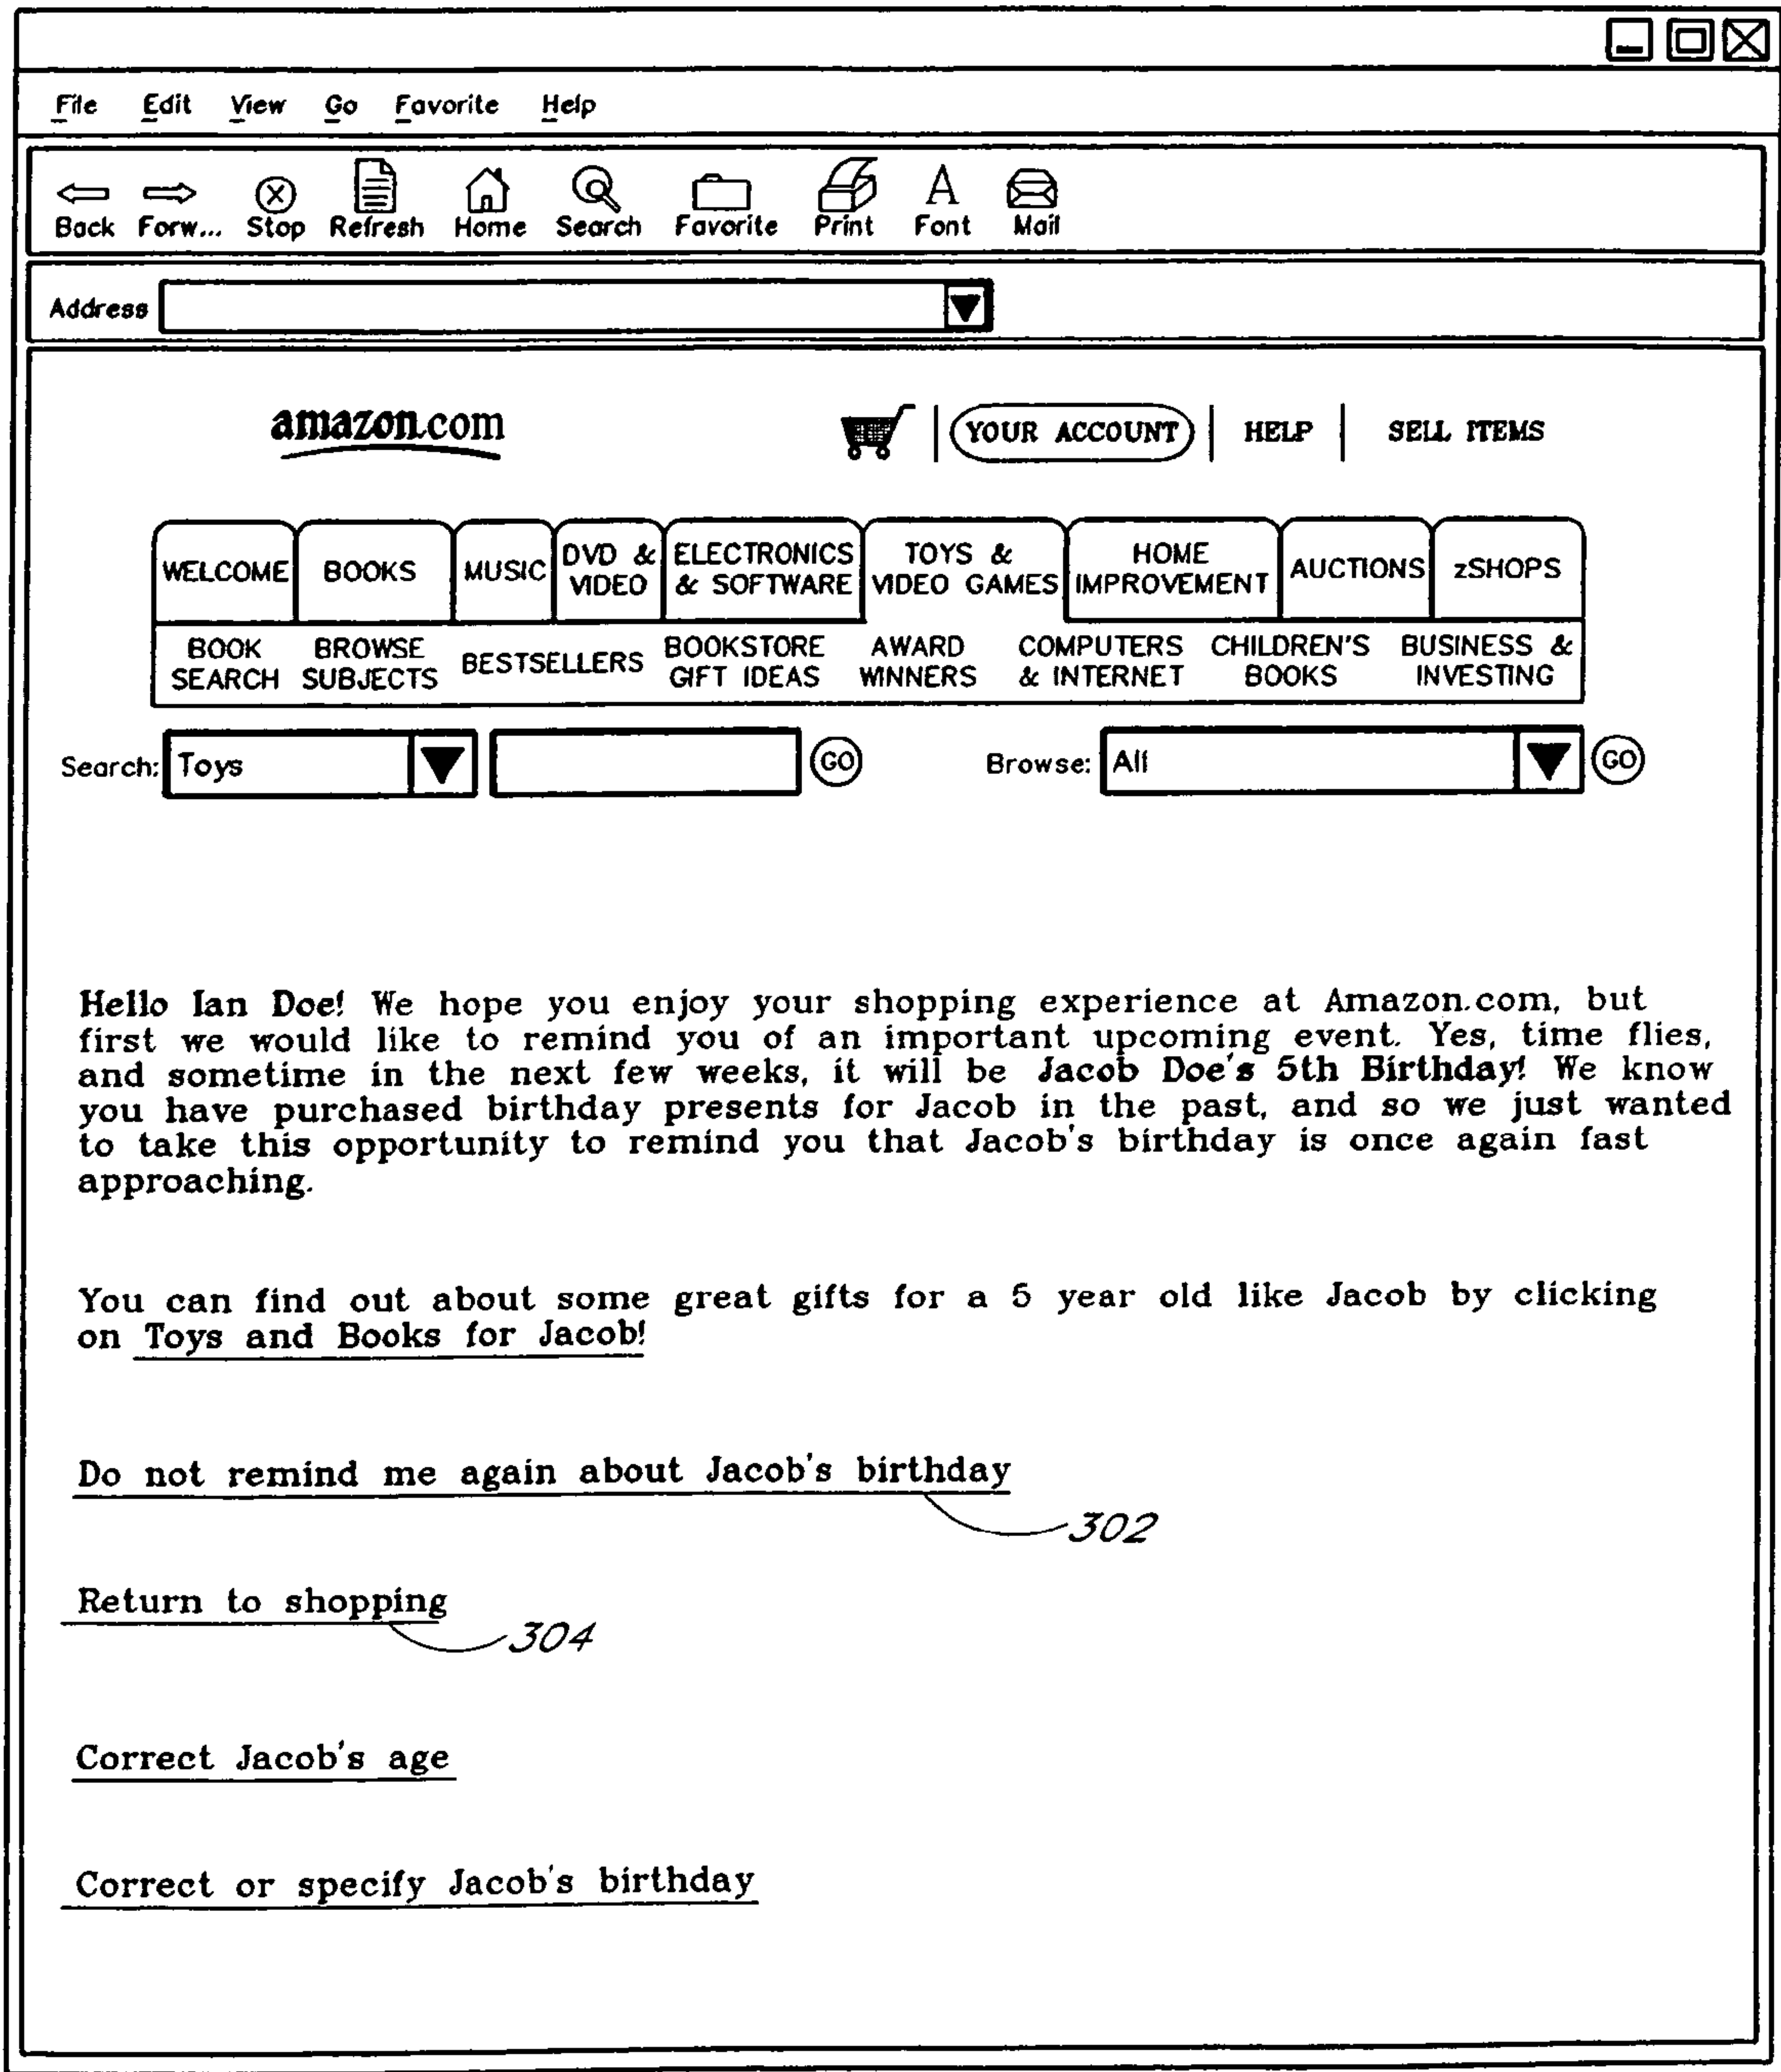 File Edit View Go Favorite Help
Back Forw... Stop Refresh Home Search Favorite Print Font Mail
Address
amazon.com YOUR ACCOUNT HELP SELL ITEMS
WELCOME BOOKS MUSIC DVD & VIDEO ELECTRONICS & SOFTWARE TOYS & VIDEO GAMES HOME IMPROVEMENT AUCTIONS zSHOPS
BOOK SEARCH BROWSE SUBJECTS BESTSELLERS BOOKSTORE GIFT IDEAS AWARD WINNERS COMPUTERS & INTERNET CHILDREN'S BOOKS BUSINESS & INVESTING
Search: Toys GO Browse: All GO
Hello Ian Doe! We hope you enjoy your shopping experience at Amazon.com, but
first we would like to remind you of an important upcoming event. Yes, time flies,
and sometime in the next few weeks, it will be Jacob Doe's 5th Birthday! We know
you have purchased birthday presents for Jacob in the past, and so we just wanted
to take this opportunity to remind you that Jacob's birthday is once again fast
approaching.
You can find out about some great gifts for a 5 year old like Jacob by clicking
on Toys and Books for Jacob!
Do not remind me again about Jacob's birthday
302
Return to shopping
304
Correct Jacob's age
Correct or specify Jacob's birthday